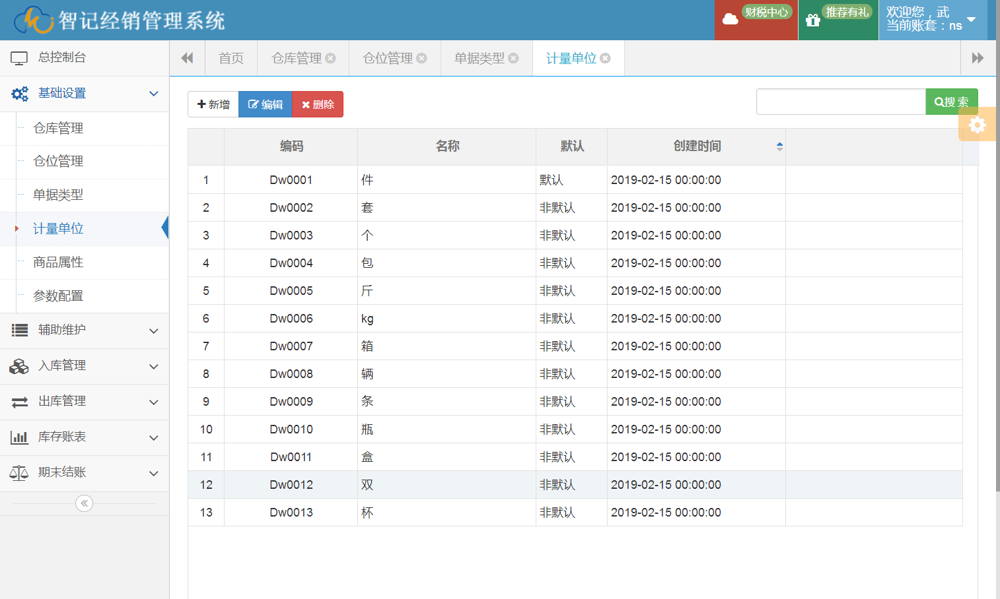 智记经销管理系统
财税中心
推荐有礼
欢迎您，武
当前账套：ns
总控制台
基础设置
仓库管理
仓位管理
单据类型
计量单位
商品属性
参数配置
辅助维护
入库管理
出库管理
库存账表
期末结账
首页 仓库管理 仓位管理 单据类型 计量单位
新增 编辑 删除
搜 索
编码 名称 默认 创建时间
1 Dw0001 件 默认 2019-02-15 00:00:00
2 Dw0002 套 非默认 2019-02-15 00:00:00
3 Dw0003 个 非默认 2019-02-15 00:00:00
4 Dw0004 包 非默认 2019-02-15 00:00:00
5 Dw0005 斤 非默认 2019-02-15 00:00:00
6 Dw0006 kg 非默认 2019-02-15 00:00:00
7 Dw0007 箱 非默认 2019-02-15 00:00:00
8 Dw0008 辆 非默认 2019-02-15 00:00:00
9 Dw0009 条 非默认 2019-02-15 00:00:00
10 Dw0010 瓶 非默认 2019-02-15 00:00:00
11 Dw0011 盒 非默认 2019-02-15 00:00:00
12 Dw0012 双 非默认 2019-02-15 00:00:00
13 Dw0013 杯 非默认 2019-02-15 00:00:00